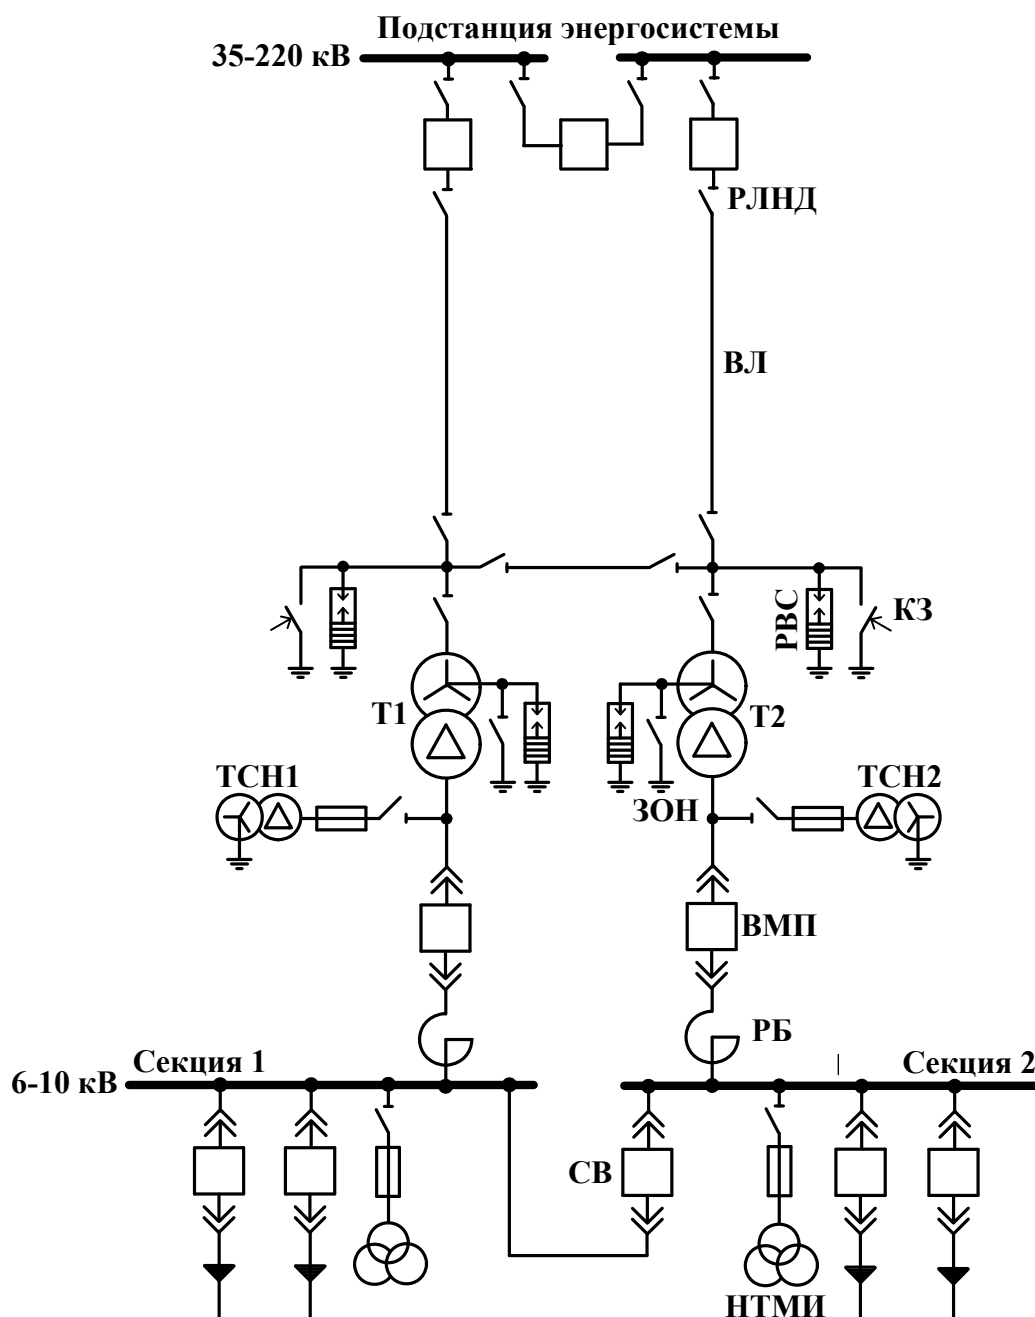 Подстанция энергосистемы
35-220 кВ
РЛНД
ВЛ
РВС
КЗ
Т1
Т2
ТСН1
ТСН2
ЗОН
ВМП
РБ
Секция 1
Секция 2
6-10 кВ
СВ
НТМИ